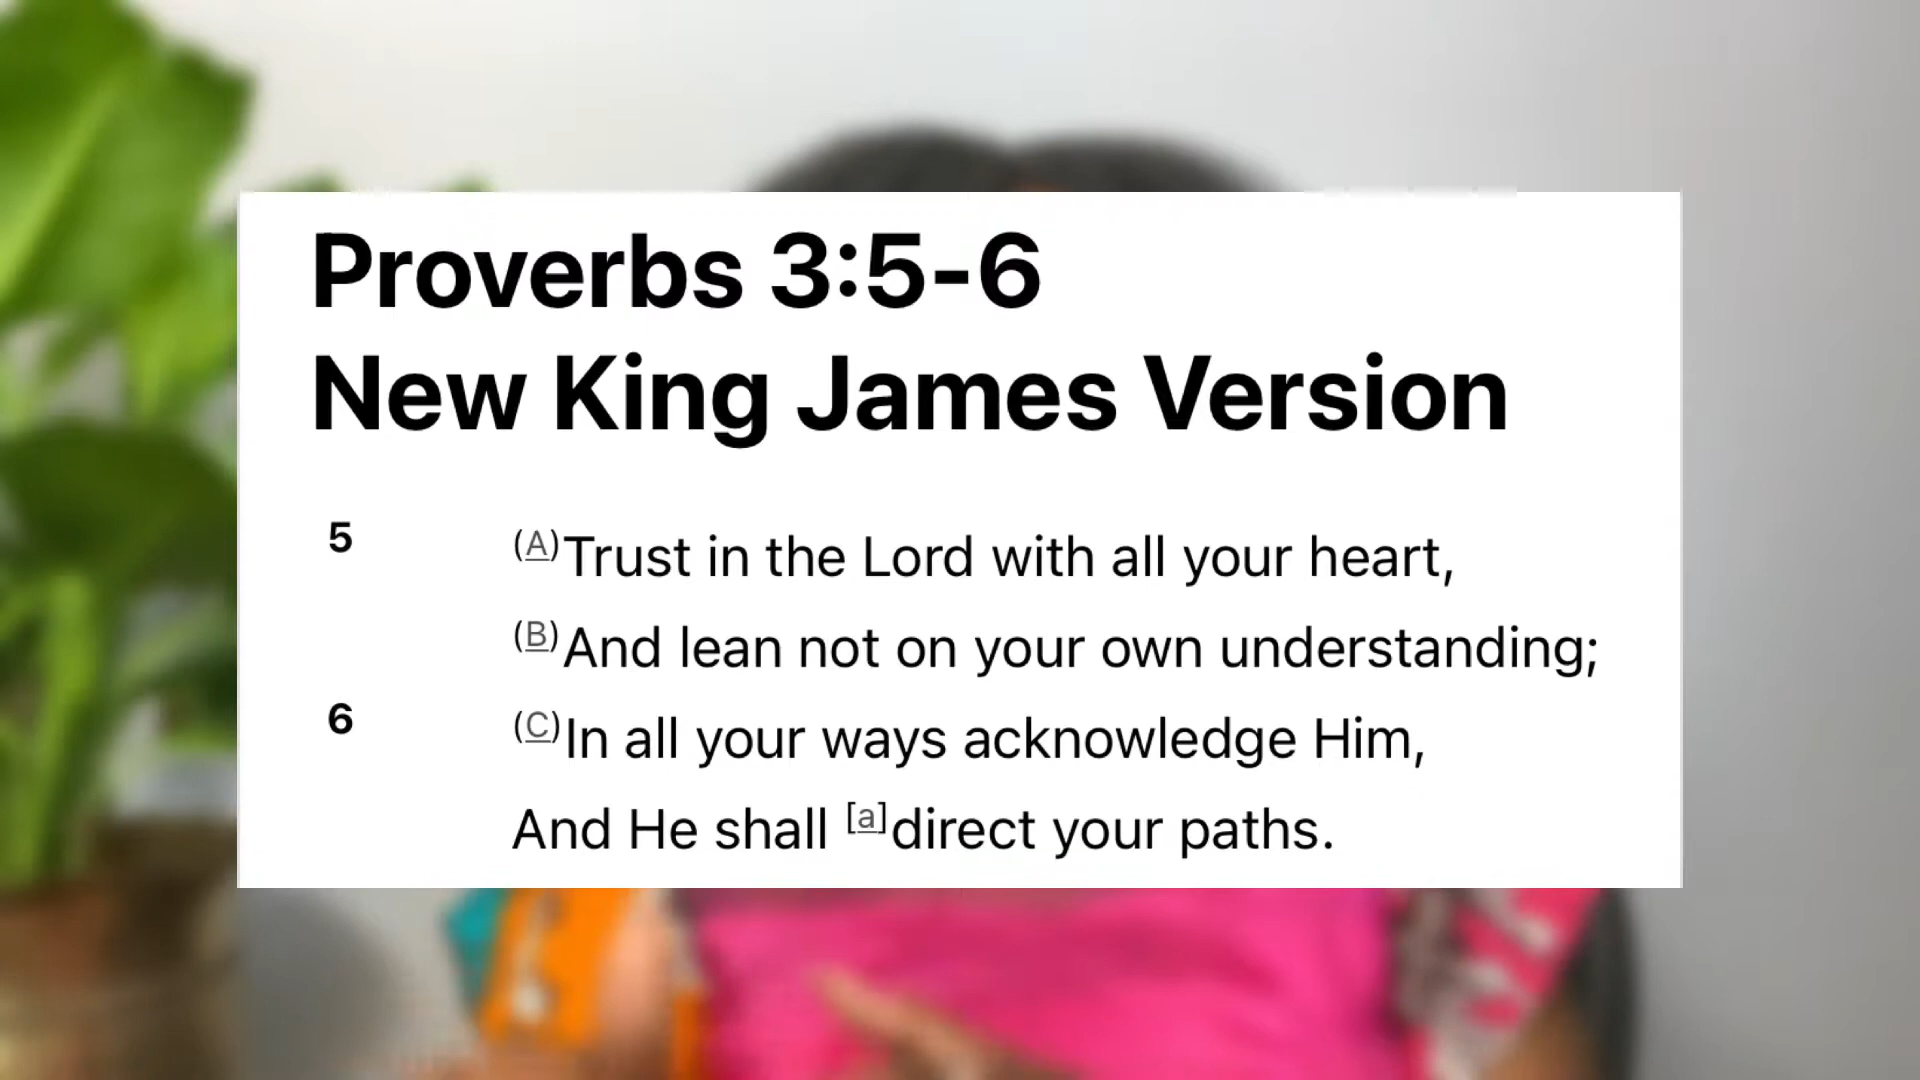 Proverbs 3:5-6
New King James Version
5 (A)Trust in the Lord with all your heart,
(B)And lean not on your own understanding;
6 (C)In all your ways acknowledge Him,
And He shall [a]direct your paths.